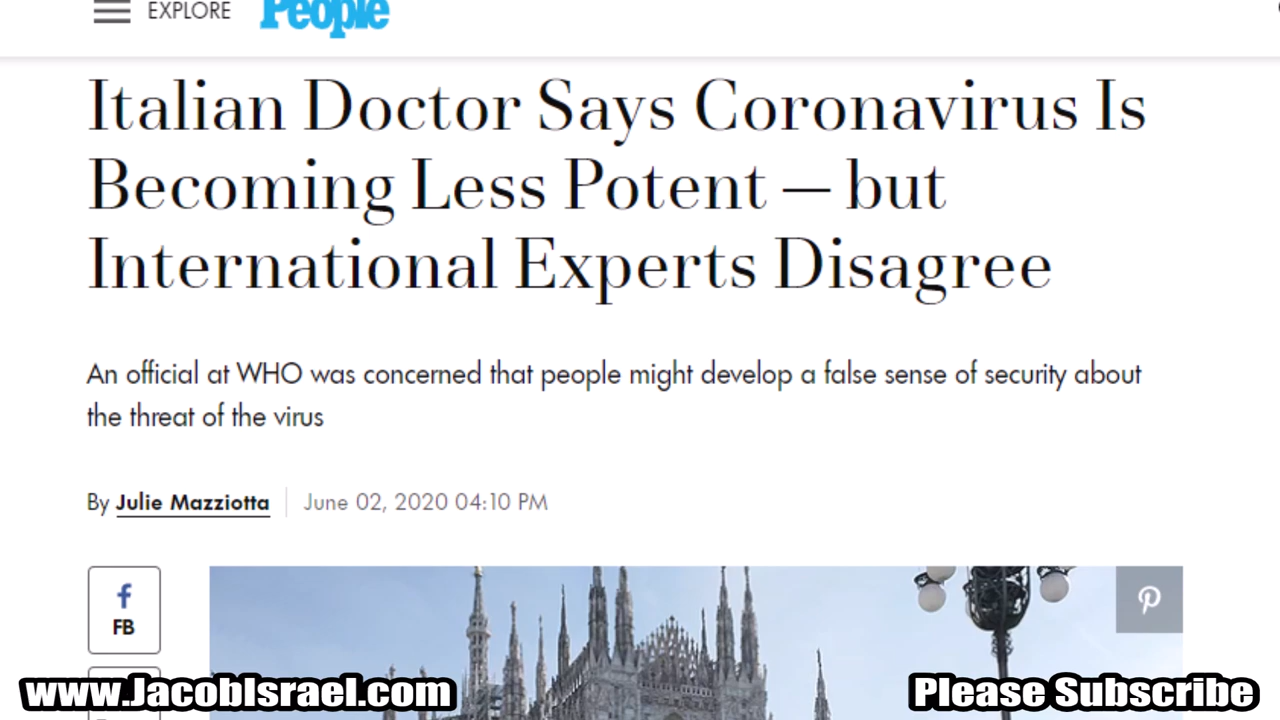 EXPLORE People
Italian Doctor Says Coronavirus Is
Becoming Less Potent — but
International Experts Disagree
An official at WHO was concerned that people might develop a false sense of security about
the threat of the virus
By Julie Mazziotta June 02, 2020 04:10 PM
FB
www.JacobIsrael.com Please Subscribe